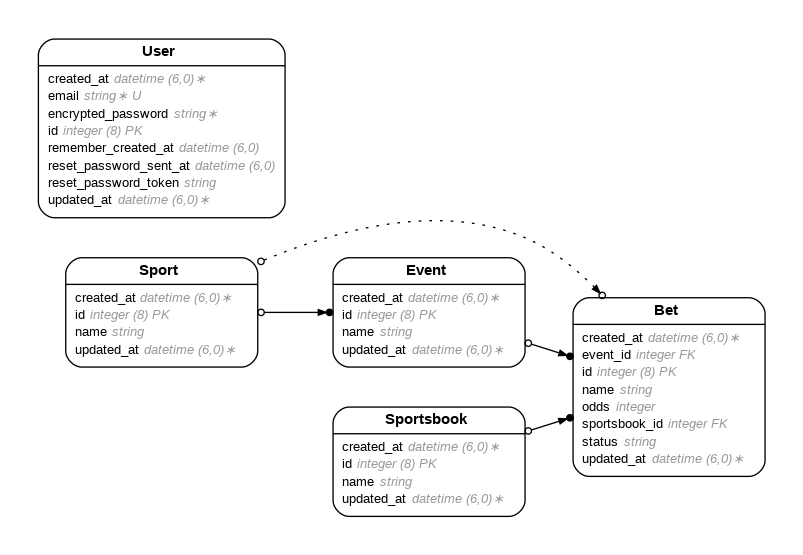 User
created_at datetime (6,0)∗
email string∗ U
encrypted_password string∗
id integer (8) PK
remember_created_at datetime (6,0)
reset_password_sent_at datetime (6,0)
reset_password_token string
updated_at datetime (6,0)∗
Sport
created_at datetime (6,0)∗
id integer (8) PK
name string
updated_at datetime (6,0)∗
Event
created_at datetime (6,0)∗
id integer (8) PK
name string
updated_at datetime (6,0)∗
Bet
created_at datetime (6,0)∗
event_id integer FK
id integer (8) PK
name string
odds integer
sportsbook_id integer FK
status string
updated_at datetime (6,0)∗
Sportsbook
created_at datetime (6,0)∗
id integer (8) PK
name string
updated_at datetime (6,0)∗